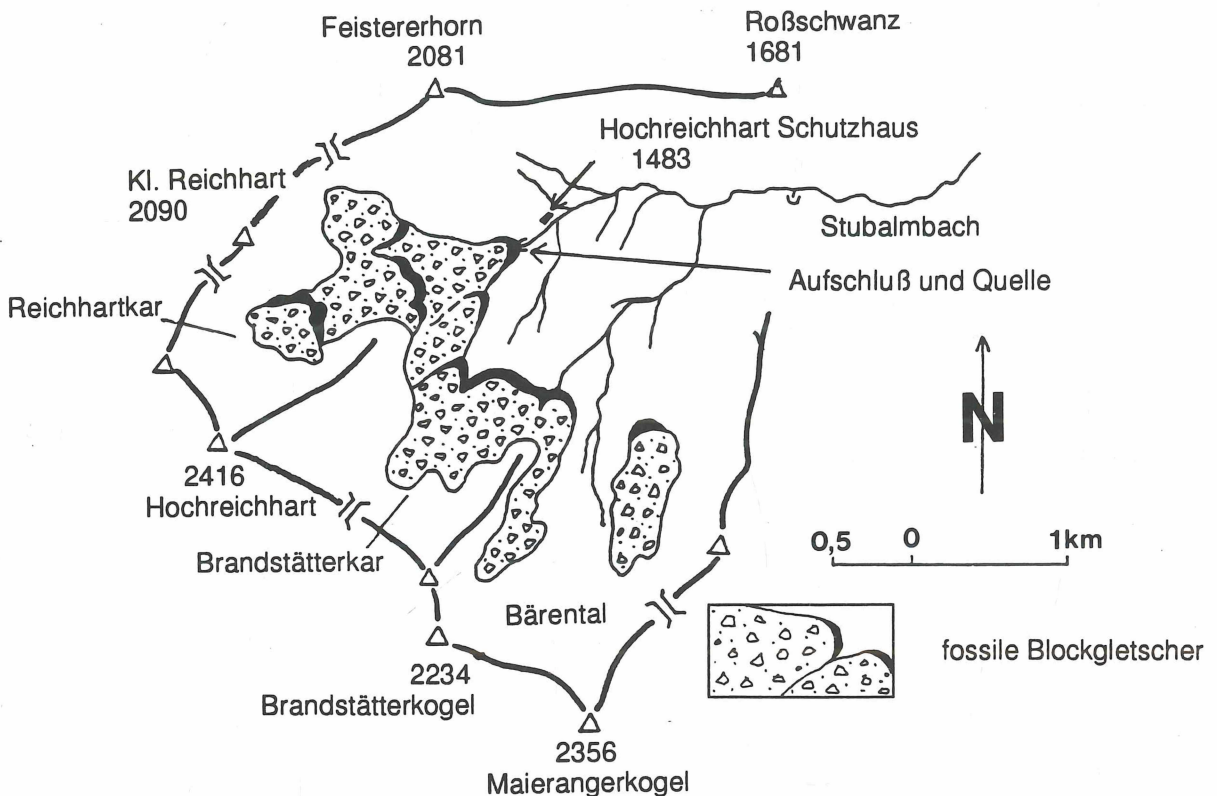 Feistererhorn
2081
Roßschwanz
1681
Hochreichhart Schutzhaus
1483
Kl. Reichhart
2090
Stubalmbach
Aufschluß und Quelle
Reichhartkar
N
2416
Hochreichhart
0,5 0 1km
Brandstätterkar
Bärental
fossile Blockgletscher
2234
Brandstätterkogel
2356
Maierangerkogel